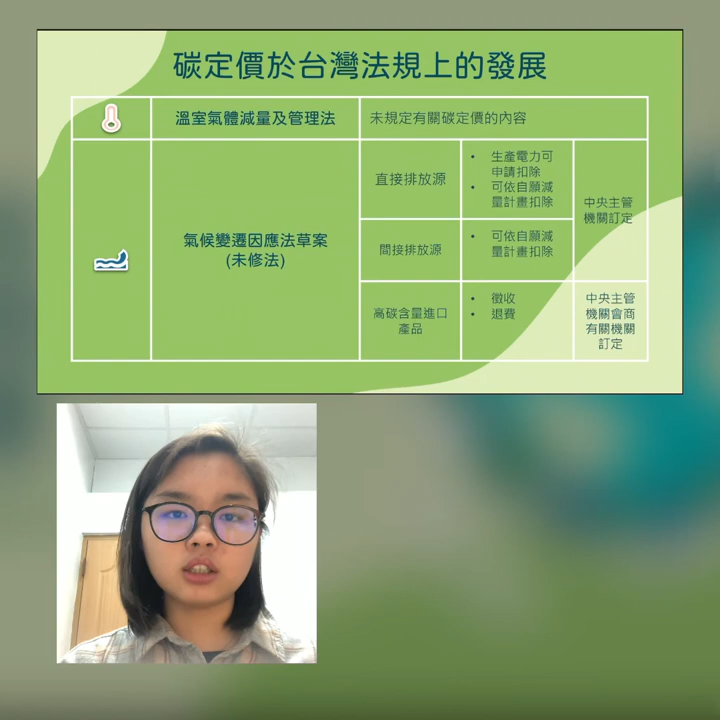 碳定價於台灣法規上的發展
溫室氣體減量及管理法
未規定有關碳定價的內容
氣候變遷因應法草案
(未修法)
直接排放源
• 生產電力可
申請扣除
• 可依自願減
量計畫扣除
中央主管
機關訂定
間接排放源
• 可依自願減
量計畫扣除
高碳含量進口
產品
• 徵收
• 退費
中央主管
機關會商
有關機關
訂定